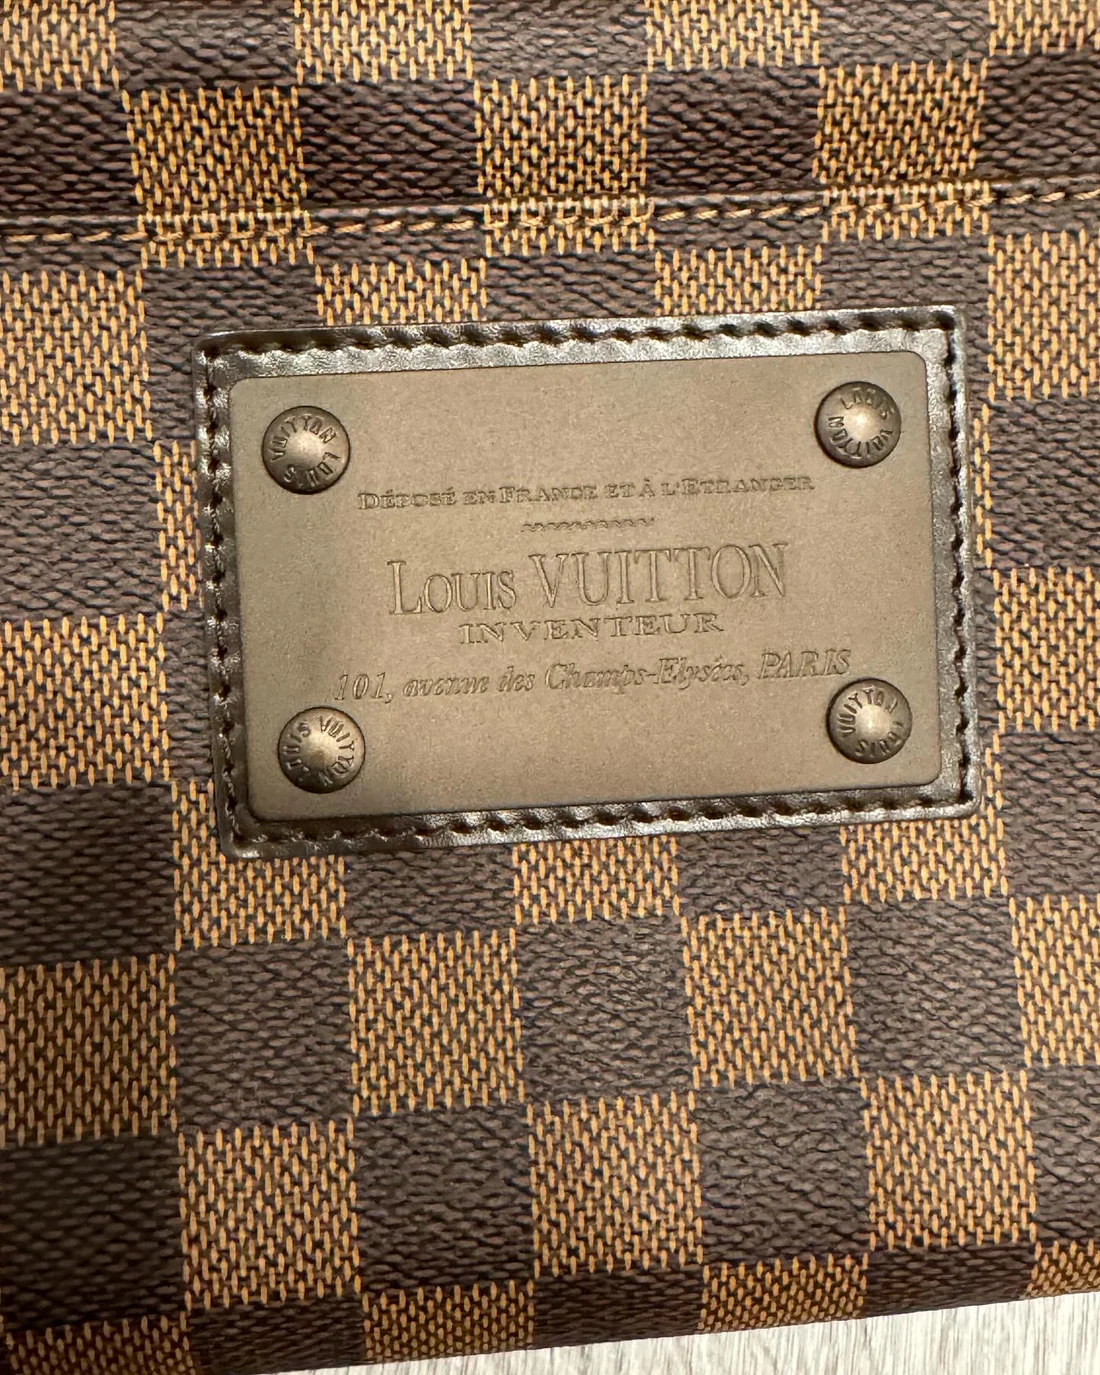 LOUIS VUITTON
LOUIS VUITTON
DÉPOSÉ EN FRANCE ET À L'ETRANGER
LOUIS VUITTON
INVENTEUR
101, avenue des Champs-Elysées, PARIS
LOUIS VUITTON
LOUIS VUITTON